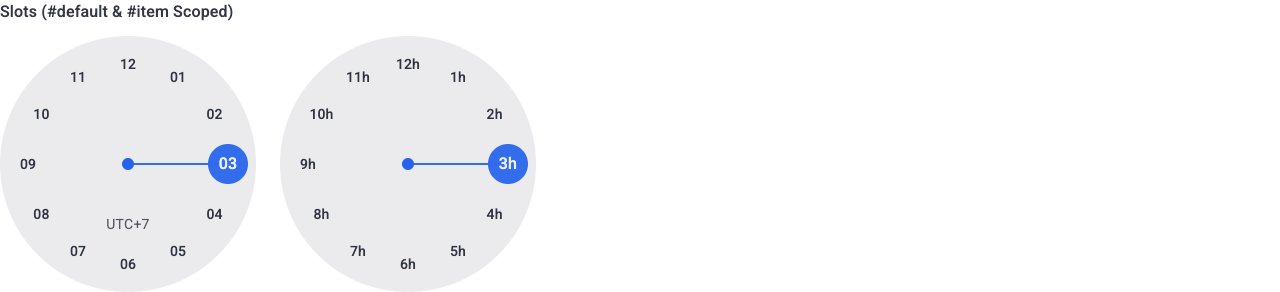 Slots (#default & #item Scoped)
12
11
01
10
02
09
03
08
04
UTC+7
07
05
06
12h
11h
1h
10h
2h
9h
3h
8h
4h
7h
5h
6h